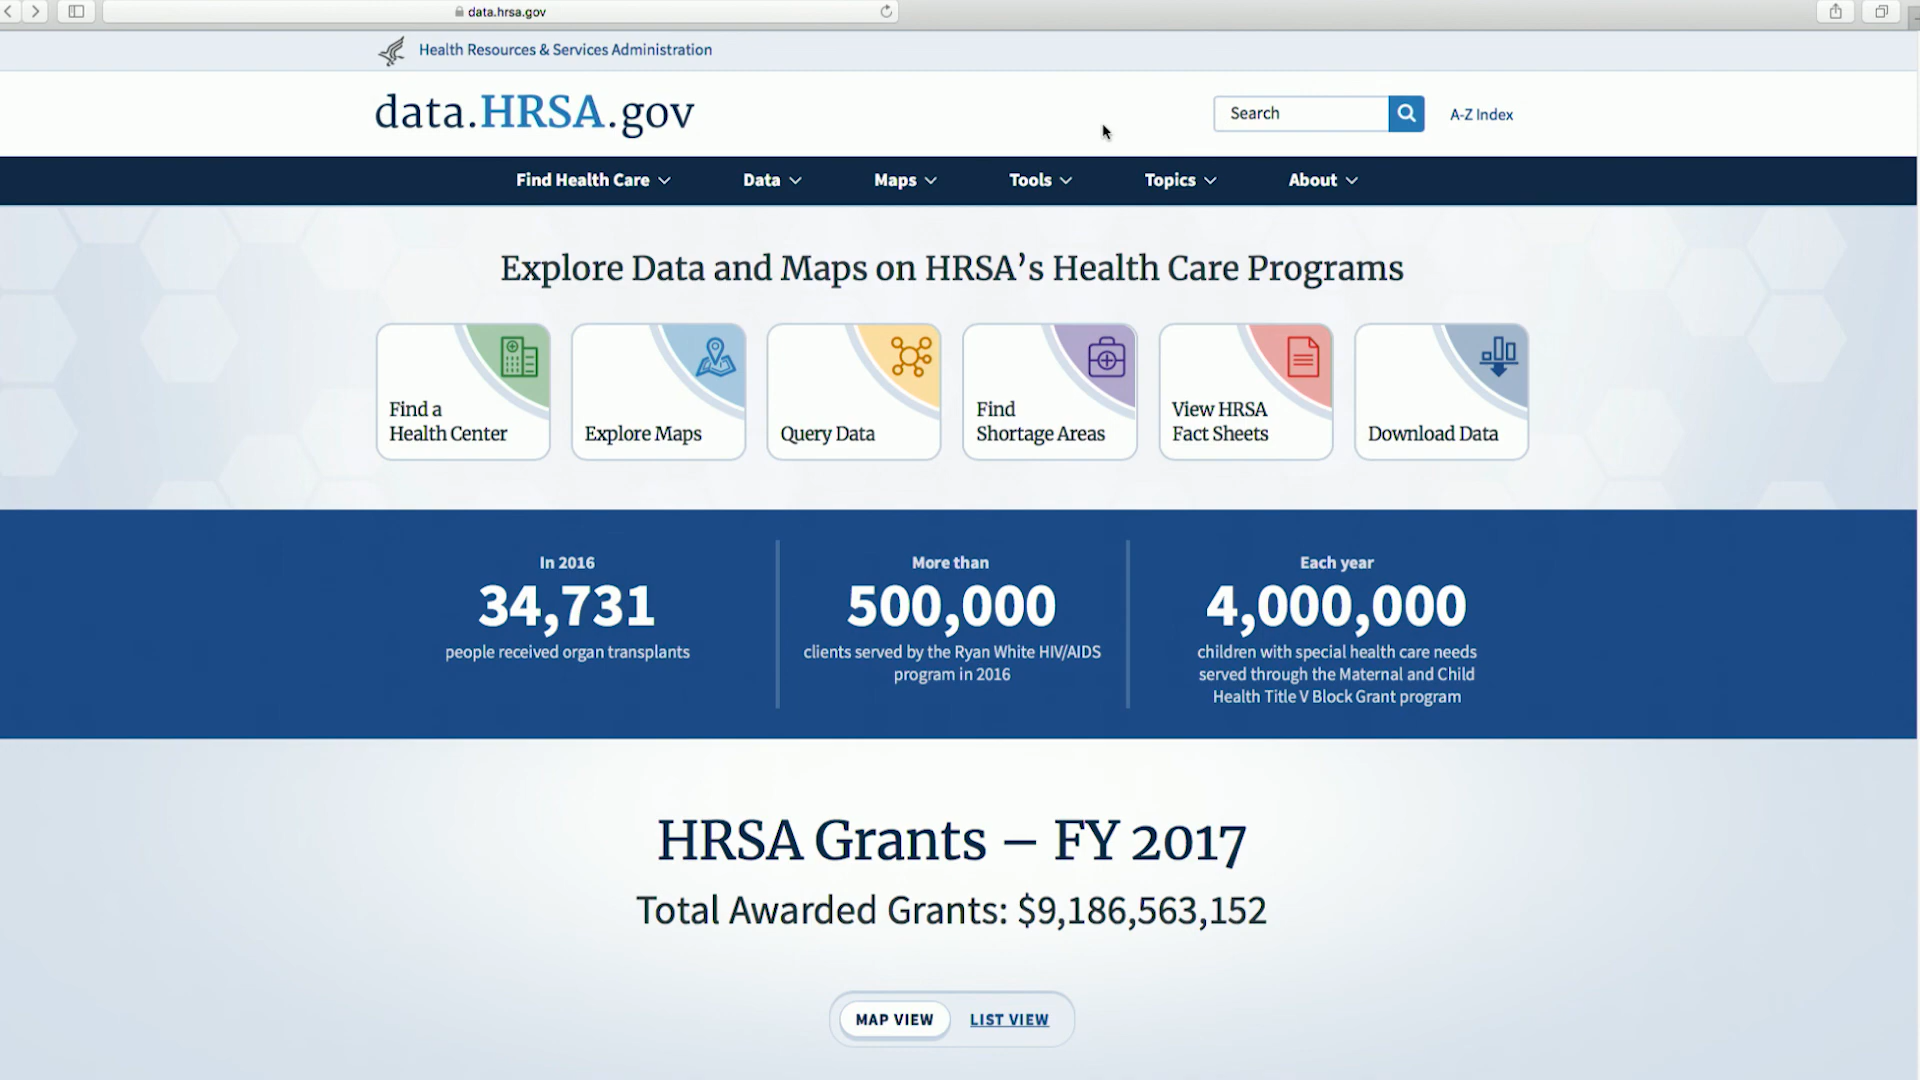 data.hrsa.gov
Health Resources & Services Administration
data.HRSA.gov
Search
A-Z Index
Find Health Care
Data
Maps
Tools
Topics
About
Explore Data and Maps on HRSA's Health Care Programs
Find a
Health Center
Explore Maps
Query Data
Find
Shortage Areas
View HRSA
Fact Sheets
Download Data
In 2016
34,731
people received organ transplants
More than
500,000
clients served by the Ryan White HIV/AIDS
program in 2016
Each year
4,000,000
children with special health care needs
served through the Maternal and Child
Health Title V Block Grant program
HRSA Grants – FY 2017
Total Awarded Grants: $9,186,563,152
MAP VIEW
LIST VIEW